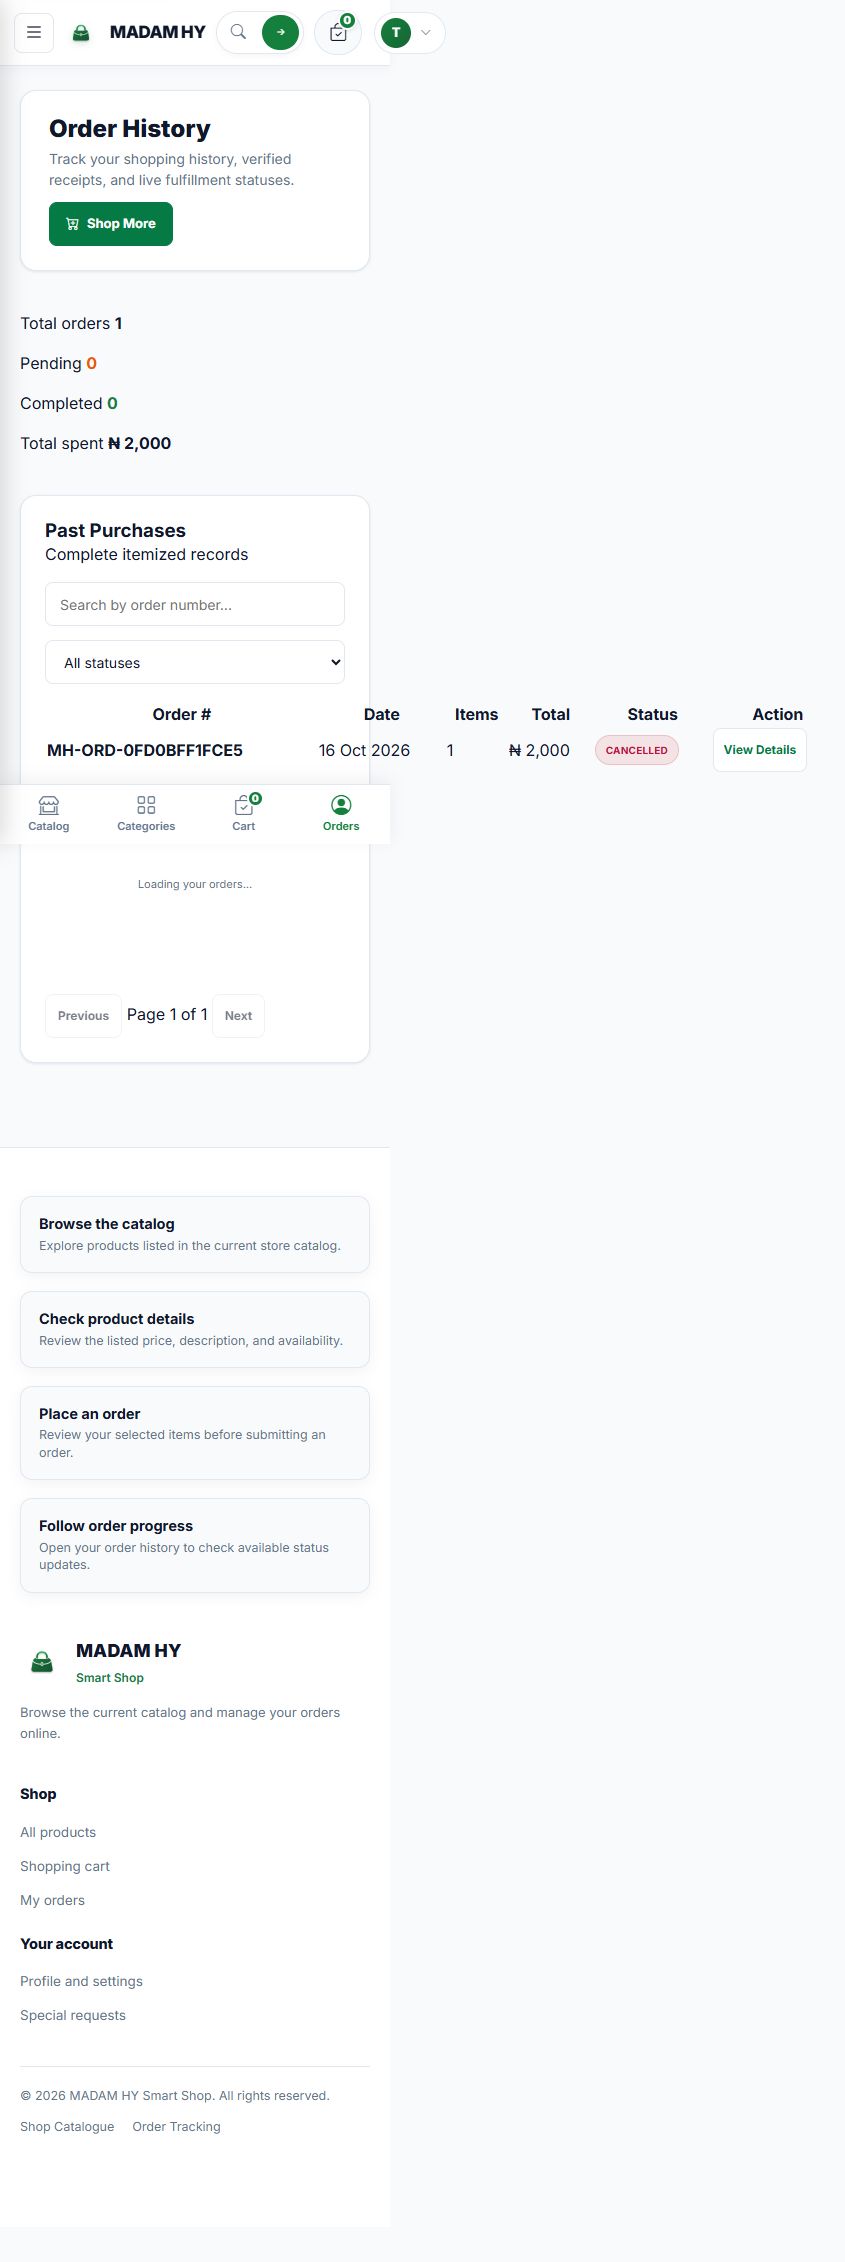 MADAM HY
0
T
Order History
Track your shopping history, verified
receipts, and live fulfillment statuses.
Shop More
Total orders 1
Pending 0
Completed 0
Total spent ₦ 2,000
Past Purchases
Complete itemized records
Search by order number...
All statuses
Order # Date Items Total Status Action
MH-ORD-0FD0BFF1FCE5 16 Oct 2026 1 ₦ 2,000 CANCELLED View Details
0
Catalog Categories Cart Orders
Loading your orders...
Previous Page 1 of 1 Next
Browse the catalog
Explore products listed in the current store catalog.
Check product details
Review the listed price, description, and availability.
Place an order
Review your selected items before submitting an
order.
Follow order progress
Open your order history to check available status
updates.
MADAM HY
Smart Shop
Browse the current catalog and manage your orders
online.
Shop
All products
Shopping cart
My orders
Your account
Profile and settings
Special requests
© 2026 MADAM HY Smart Shop. All rights reserved.
Shop Catalogue Order Tracking